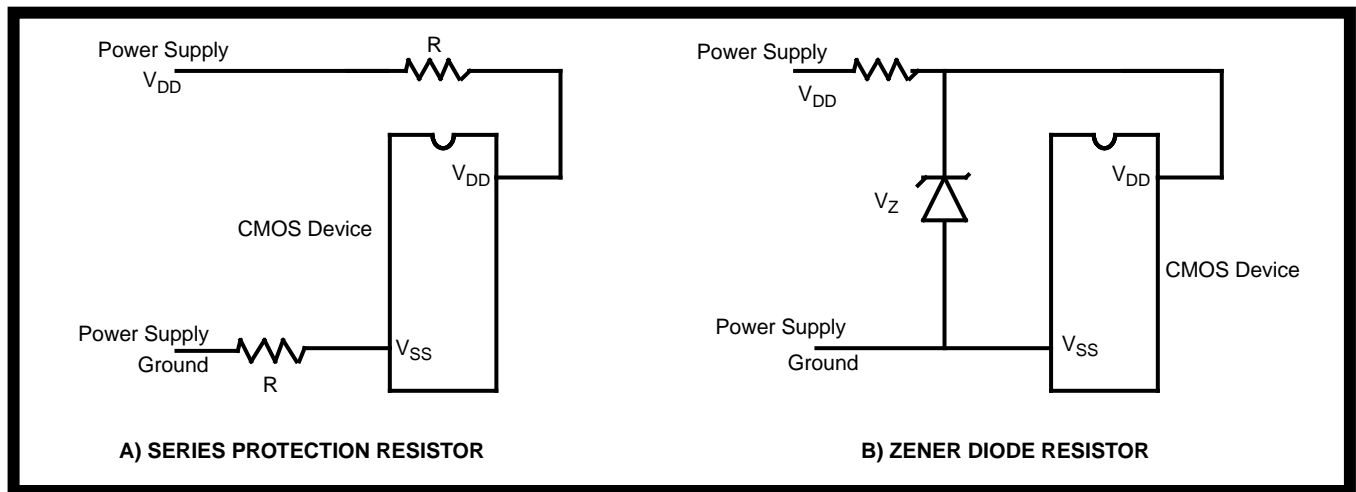 Power Supply
R
V_DD
V_DD
CMOS Device
Power Supply
Ground
R
V_SS
A) SERIES PROTECTION RESISTOR
Power Supply
V_DD
V_DD
V_Z
CMOS Device
Power Supply
Ground
V_SS
B) ZENER DIODE RESISTOR